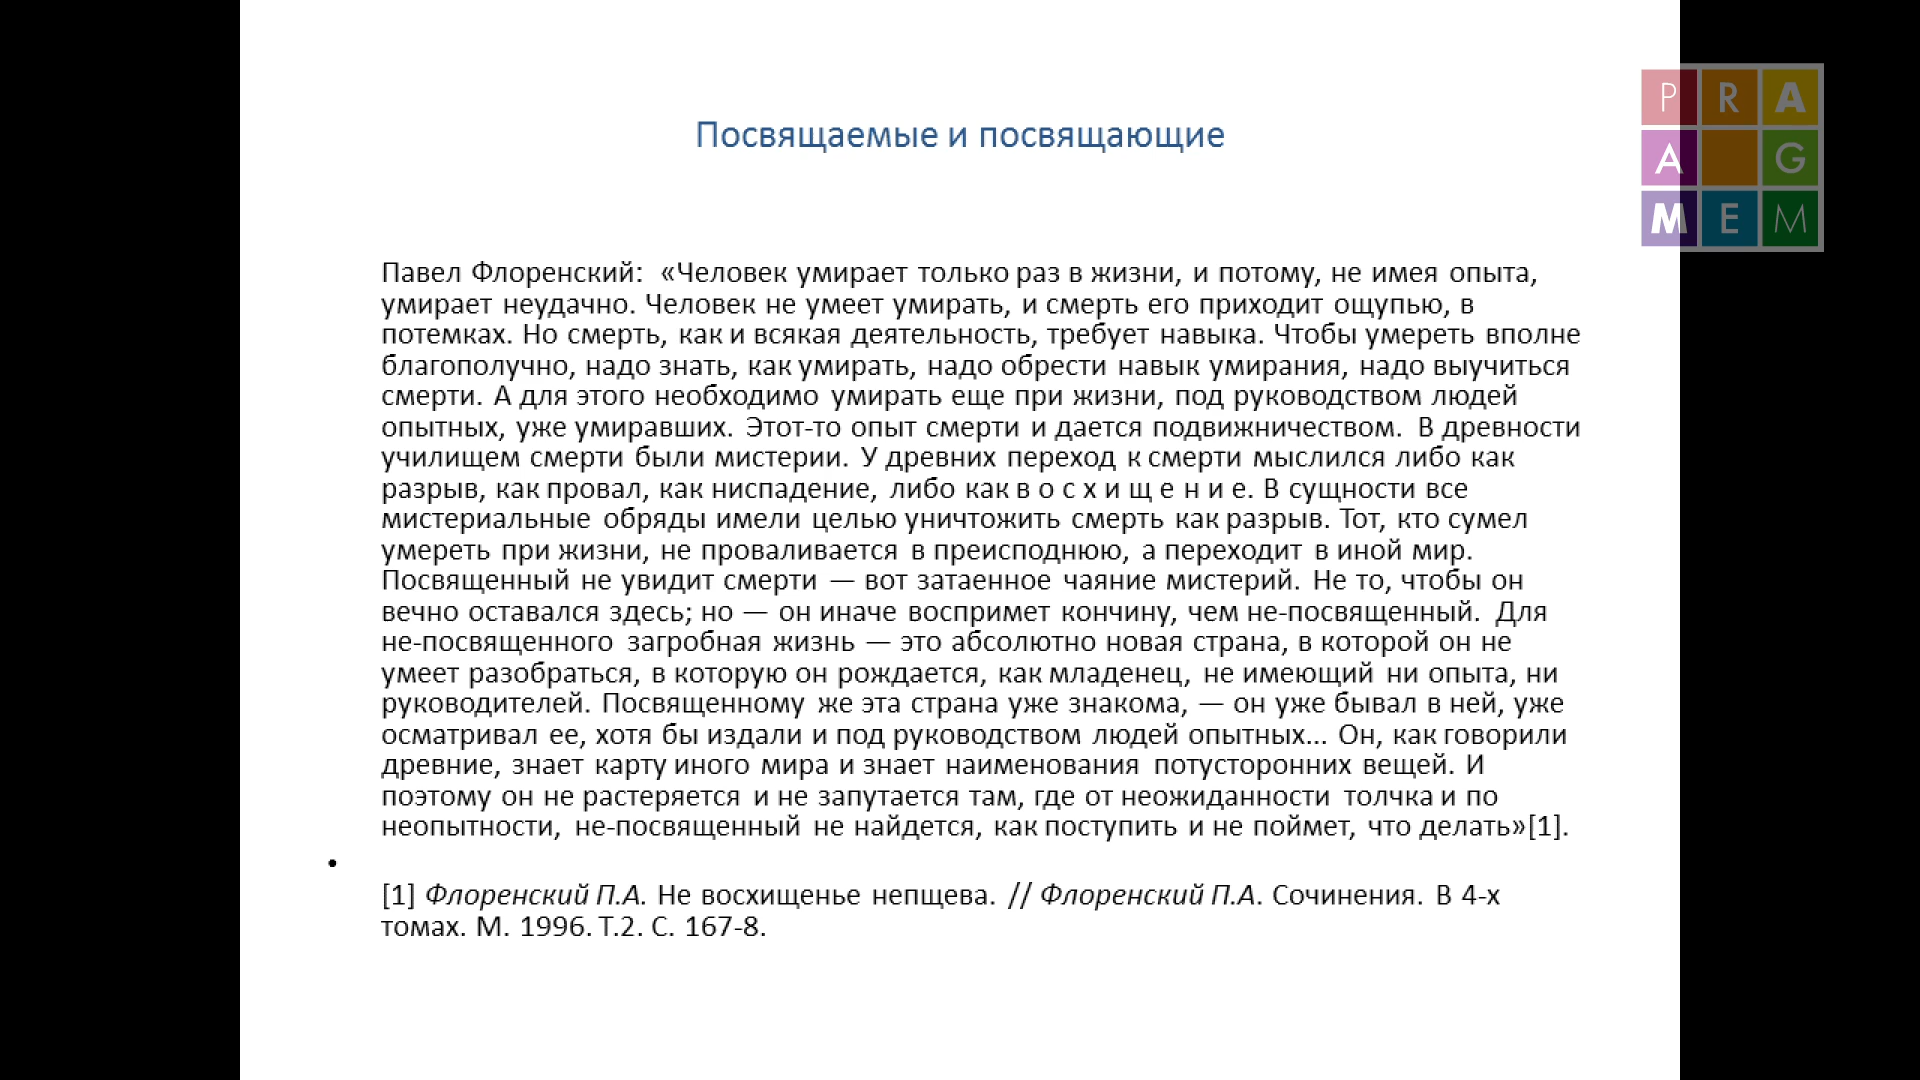 Посвящаемые и посвящающие
P R A
A G
M E M
Павел Флоренский: «Человек умирает только раз в жизни, и потому, не имея опыта,
умирает неудачно. Человек не умеет умирать, и смерть его приходит ощупью, в
потемках. Но смерть, как и всякая деятельность, требует навыка. Чтобы умереть вполне
благополучно, надо знать, как умирать, надо обрести навык умирания, надо выучиться
смерти. А для этого необходимо умирать еще при жизни, под руководством людей
опытных, уже умиравших. Этот-то опыт смерти и дается подвижничеством. В древности
училищем смерти были мистерии. У древних переход к смерти мыслился либо как
разрыв, как провал, как ниспадение, либо как в о с х и щ е н и е. В сущности все
мистериальные обряды имели целью уничтожить смерть как разрыв. Тот, кто сумел
умереть при жизни, не проваливается в преисподнюю, а переходит в иной мир.
Посвященный не увидит смерти — вот затаенное чаяние мистерий. Не то, чтобы он
вечно оставался здесь; но — он иначе воспримет кончину, чем не-посвященный. Для
не-посвященного загробная жизнь — это абсолютно новая страна, в которой он не
умеет разобраться, в которую он рождается, как младенец, не имеющий ни опыта, ни
руководителей. Посвященному же эта страна уже знакома, — он уже бывал в ней, уже
осматривал ее, хотя бы издали и под руководством людей опытных... Он, как говорили
древние, знает карту иного мира и знает наименования потусторонних вещей. И
поэтому он не растеряется и не запутается там, где от неожиданности толчка и по
неопытности, не-посвященный не найдется, как поступить и не поймет, что делать»[1].
•
[1] Флоренский П.А. Не восхищенье непщева. // Флоренский П.А. Сочинения. В 4-х
томах. М. 1996. Т.2. С. 167-8.